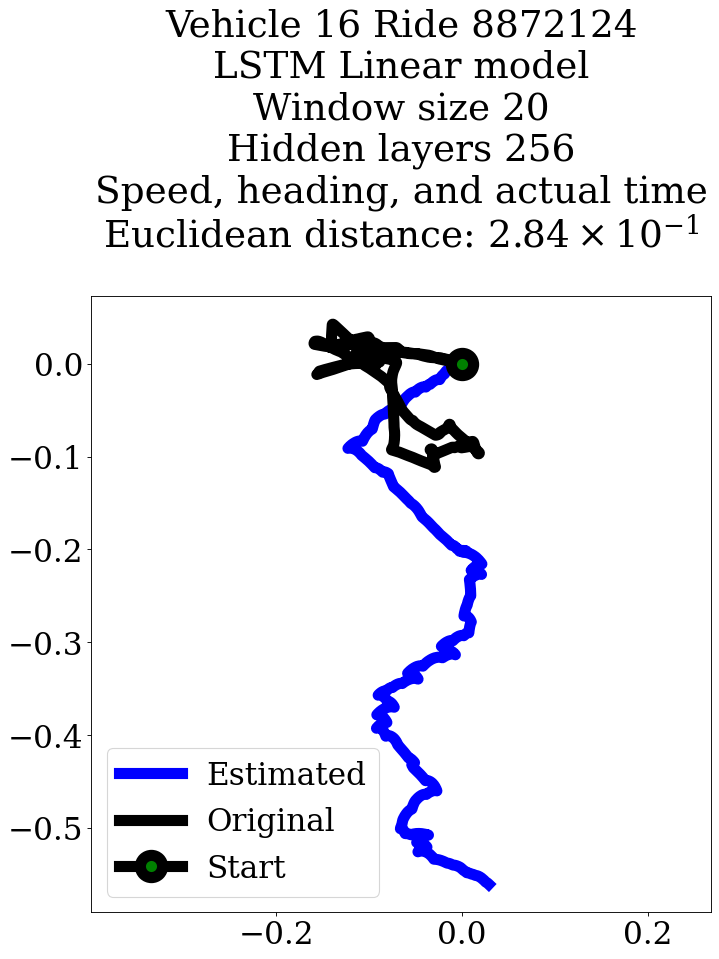 Vehicle 16 Ride 8872124
LSTM Linear model
Window size 20
Hidden layers 256
Speed, heading, and actual time
Euclidean distance: 2.84 × 10⁻¹
0.0
−0.1
−0.2
−0.3
−0.4
−0.5
Estimated
Original
Start
−0.2 0.0 0.2